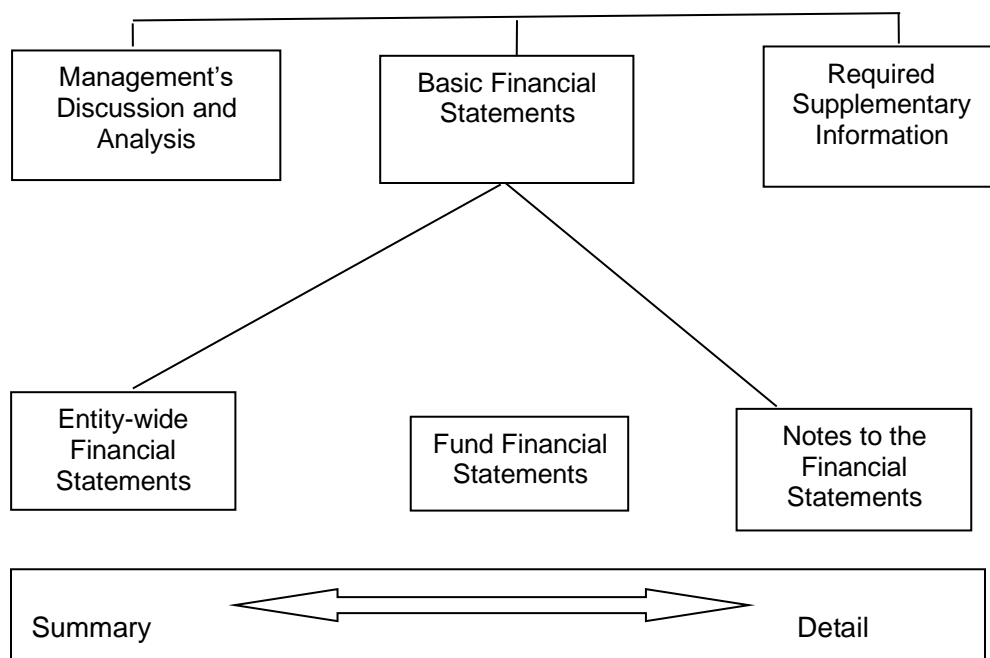 Management’s
Discussion and
Analysis
Basic Financial
Statements
Required
Supplementary
Information
Entity-wide
Financial
Statements
Fund Financial
Statements
Notes to the
Financial
Statements
Summary
Detail